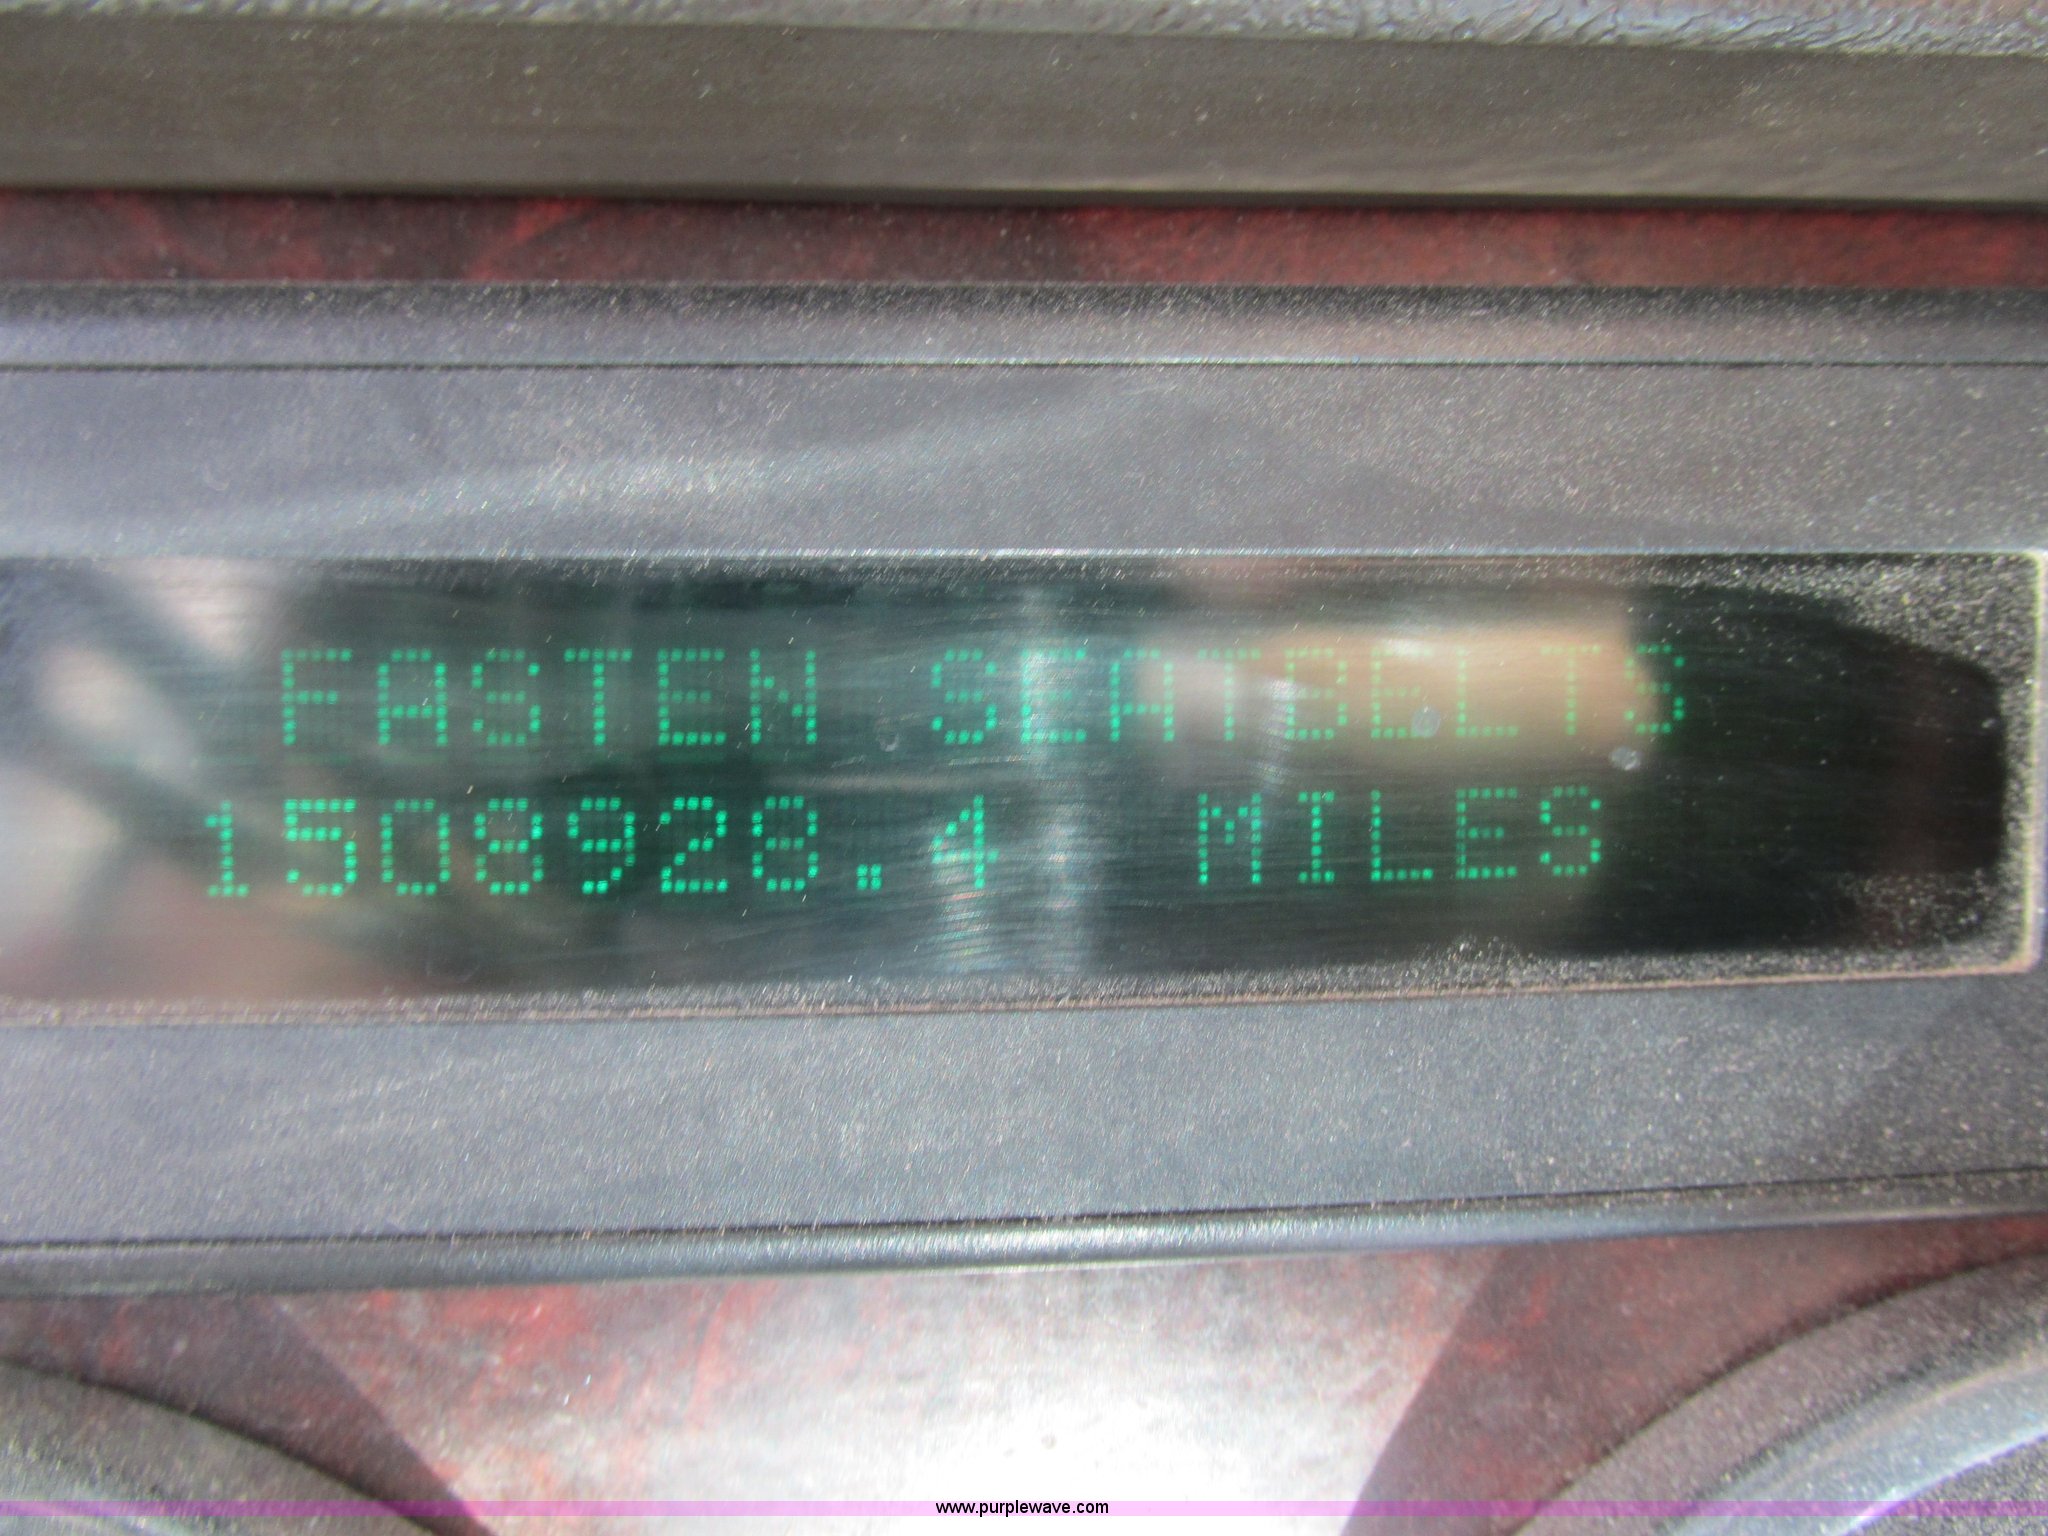 FASTEN SEATBELTS
1508928.4 MILES
www.purplewave.com